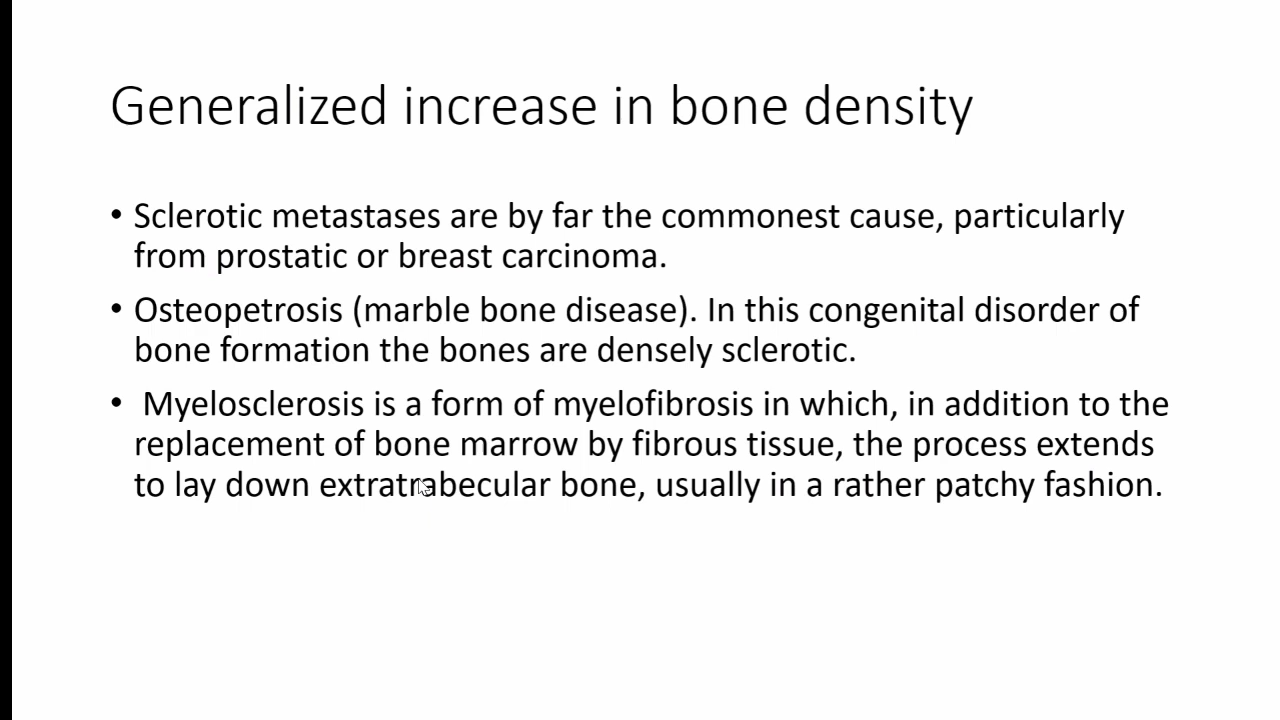 Generalized increase in bone density
• Sclerotic metastases are by far the commonest cause, particularly
from prostatic or breast carcinoma.
• Osteopetrosis (marble bone disease). In this congenital disorder of
bone formation the bones are densely sclerotic.
• Myelosclerosis is a form of myelofibrosis in which, in addition to the
replacement of bone marrow by fibrous tissue, the process extends
to lay down extratrabecular bone, usually in a rather patchy fashion.